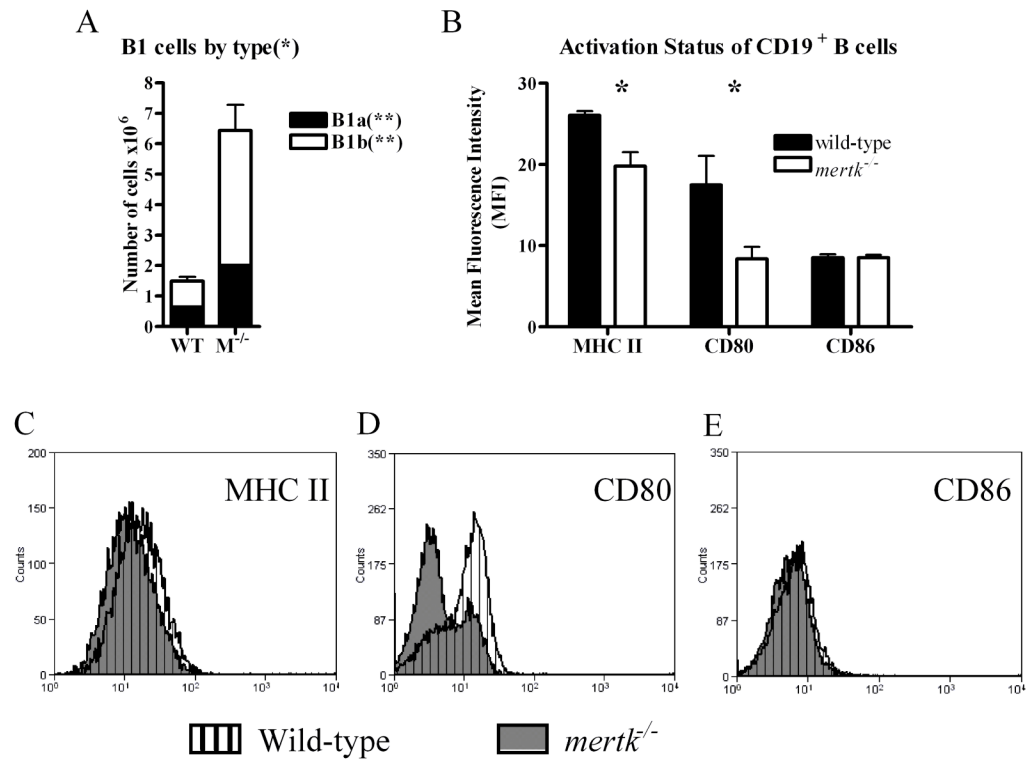 A
B1 cells by type(*)
Number of cells x10⁶
8
7
6
5
4
3
2
1
0
WT M⁻/⁻
B1a(**)
B1b(**)
B
Activation Status of CD19⁺ B cells
Mean Fluorescence Intensity
(MFI)
30
20
10
0
*
*
wild-type
mertk⁻/⁻
MHC II CD80 CD86
C
MHC II
Counts
200
150
100
50
0
10⁰ 10¹ 10² 10³ 10⁴
D
CD80
Counts
350
262
175
87
0
10⁰ 10¹ 10² 10³ 10⁴
E
CD86
Counts
350
262
175
87
0
10⁰ 10¹ 10² 10³ 10⁴
Wild-type mertk⁻/⁻